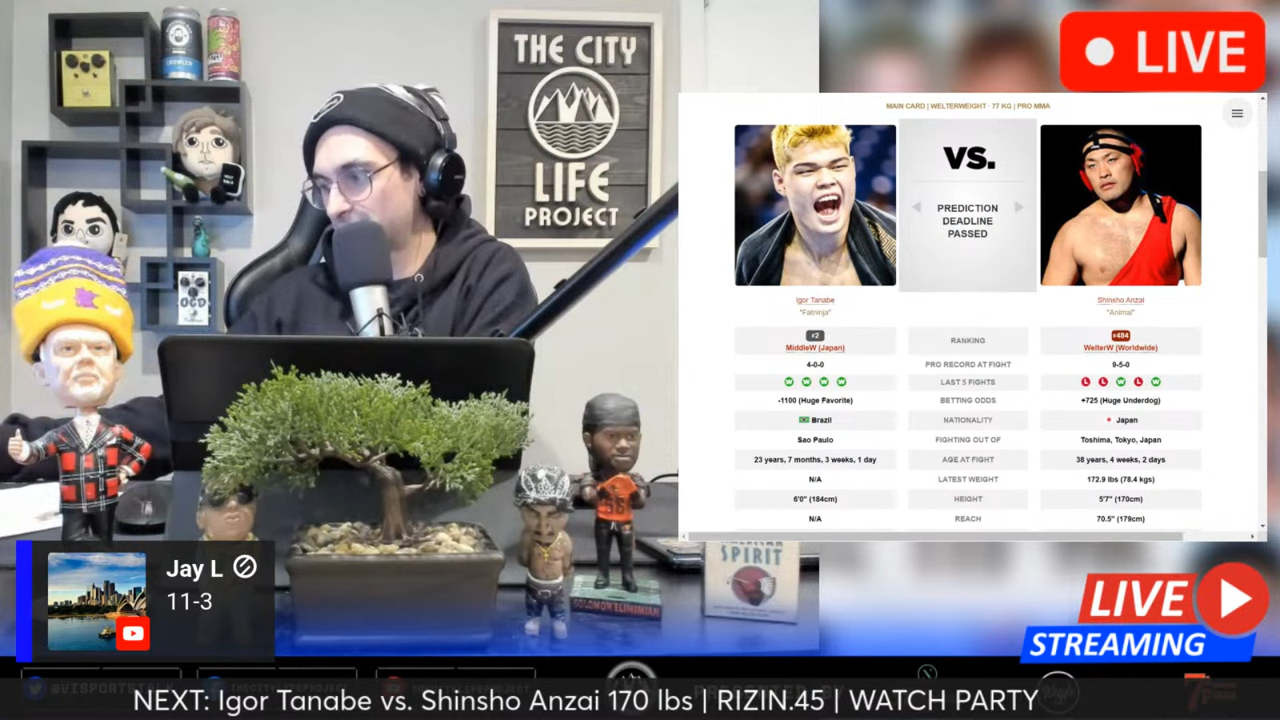 THE CITY
LIFE
PROJECT
OCD
LIVE
MAIN CARD | WELTERWEIGHT · 77 KG | PRO MMA
VS.
PREDICTION
DEADLINE
PASSED
Igor Tanabe
"Fatninja"
Shinsho Anzai
"Animal"
#2
MiddleW (Japan)
RANKING
#484
WelterW (Worldwide)
4-0-0
PRO RECORD AT FIGHT
9-5-0
W W W W
LAST 5 FIGHTS
L L W L W
-1100 (Huge Favorite)
BETTING ODDS
+725 (Huge Underdog)
Brazil
NATIONALITY
Japan
Sao Paulo
FIGHTING OUT OF
Toshima, Tokyo, Japan
23 years, 7 months, 3 weeks, 1 day
AGE AT FIGHT
38 years, 4 weeks, 2 days
N/A
LATEST WEIGHT
172.9 lbs (78.4 kgs)
6'0" (184cm)
HEIGHT
5'7" (170cm)
N/A
REACH
70.5" (179cm)
SOLOMON ELIMIMIAN
SPIRIT
Jay L
11-3
LIVE
STREAMING
@VISPORTSTALK
NEXT: Igor Tanabe vs. Shinsho Anzai 170 lbs | RIZIN.45 | WATCH PARTY